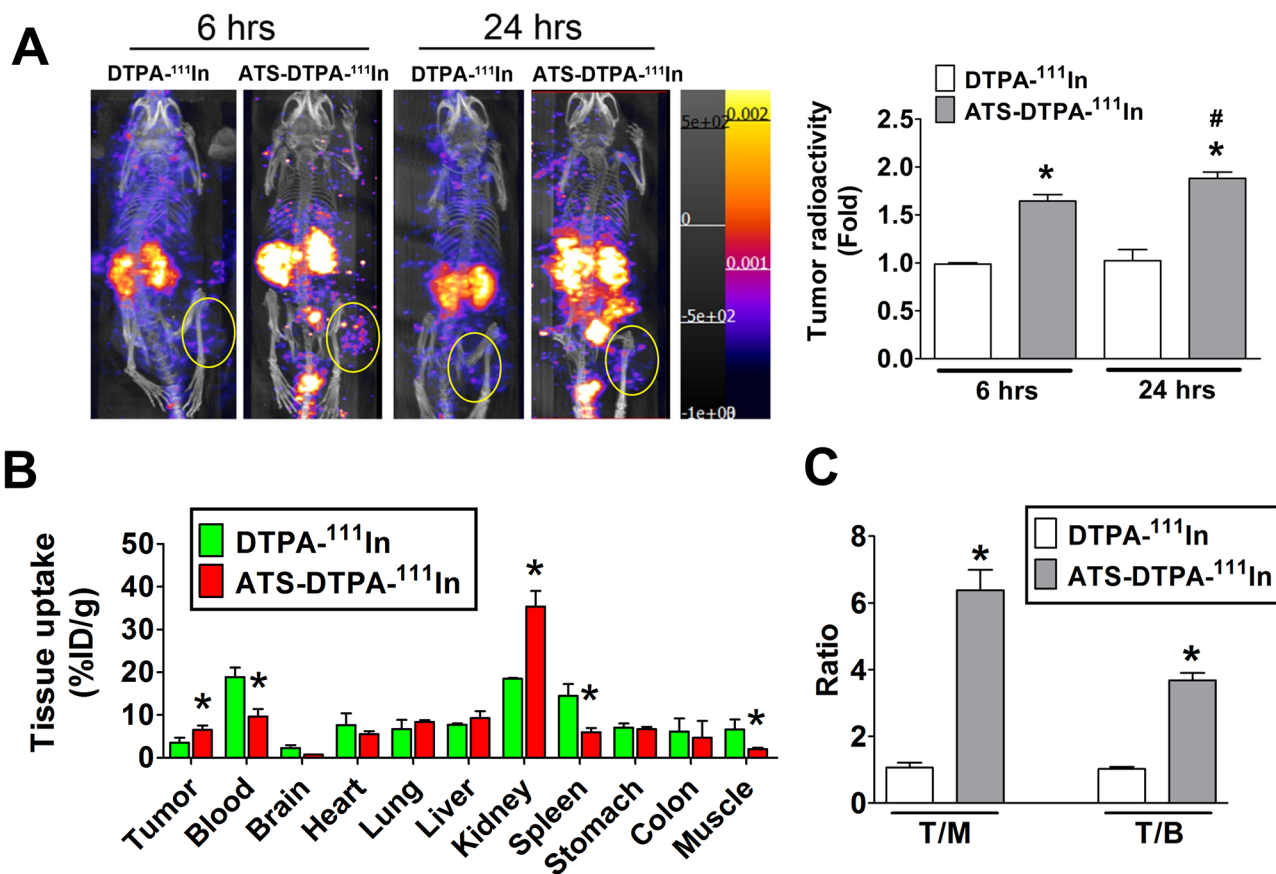 A
6 hrs
24 hrs
DTPA-¹¹¹In
ATS-DTPA-¹¹¹In
DTPA-¹¹¹In
ATS-DTPA-¹¹¹In
5e+02
0.002
0
0.001
-5e+02
-1e+03
DTPA-¹¹¹In
ATS-DTPA-¹¹¹In
Tumor radioactivity
(Fold)
2.5
2.0
1.5
1.0
0.5
0.0
*
#
*
6 hrs
24 hrs
B
DTPA-¹¹¹In
ATS-DTPA-¹¹¹In
Tissue uptake
(%ID/g)
50
40
30
20
10
0
*
*
*
*
*
Tumor
Blood
Brain
Heart
Lung
Liver
Kidney
Spleen
Stomach
Colon
Muscle
C
DTPA-¹¹¹In
ATS-DTPA-¹¹¹In
Ratio
8
6
4
2
0
*
*
T/M
T/B